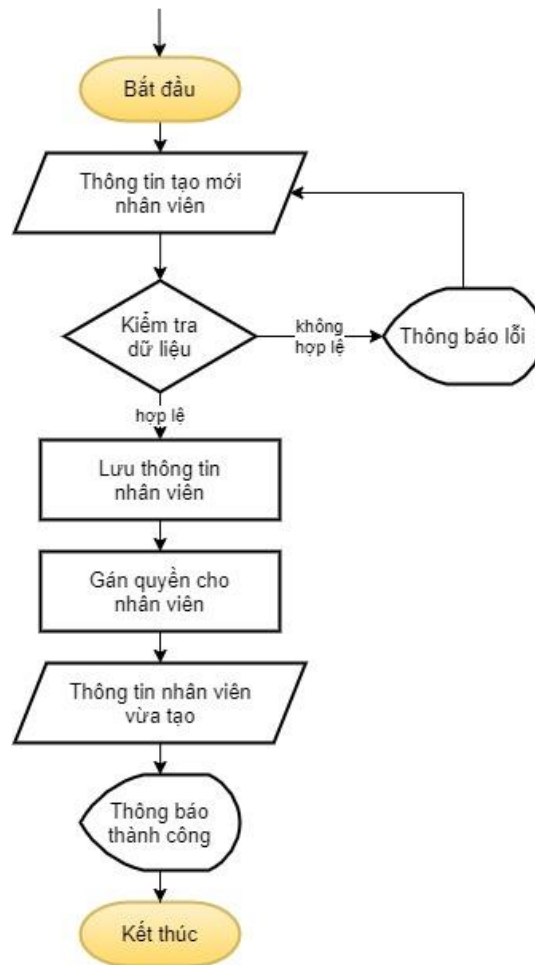 Bắt đầu
Thông tin tạo mới
nhân viên
Kiểm tra
dữ liệu
không
hợp lệ
Thông báo lỗi
hợp lệ
Lưu thông tin
nhân viên
Gán quyền cho
nhân viên
Thông tin nhân viên
vừa tạo
Thông báo
thành công
Kết thúc